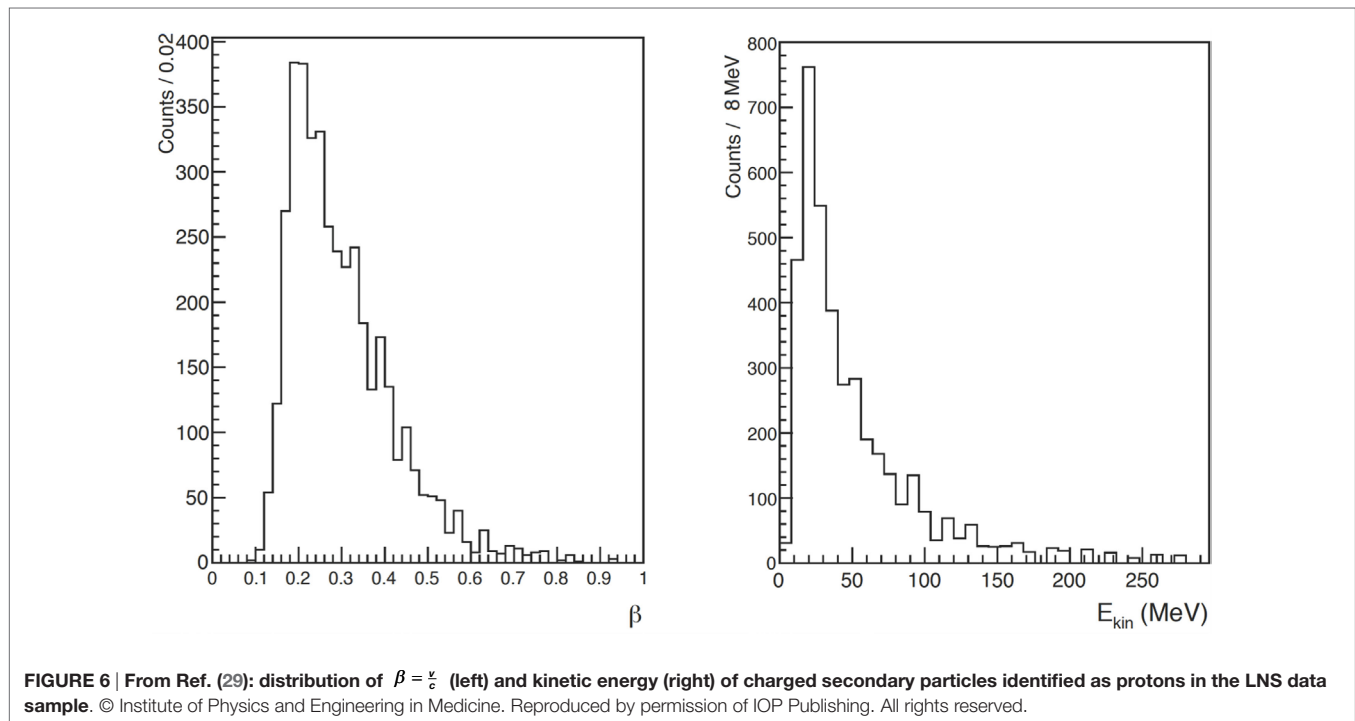 Counts / 0.02
400
350
300
250
200
150
100
50
0
0 0.1 0.2 0.3 0.4 0.5 0.6 0.7 0.8 0.9 1
β
Counts / 8 MeV
800
700
600
500
400
300
200
100
0
0 50 100 150 200 250
E_kin (MeV)
FIGURE 6 | From Ref. (29): distribution of β = v/c (left) and kinetic energy (right) of charged secondary particles identified as protons in the LNS data
sample. © Institute of Physics and Engineering in Medicine. Reproduced by permission of IOP Publishing. All rights reserved.